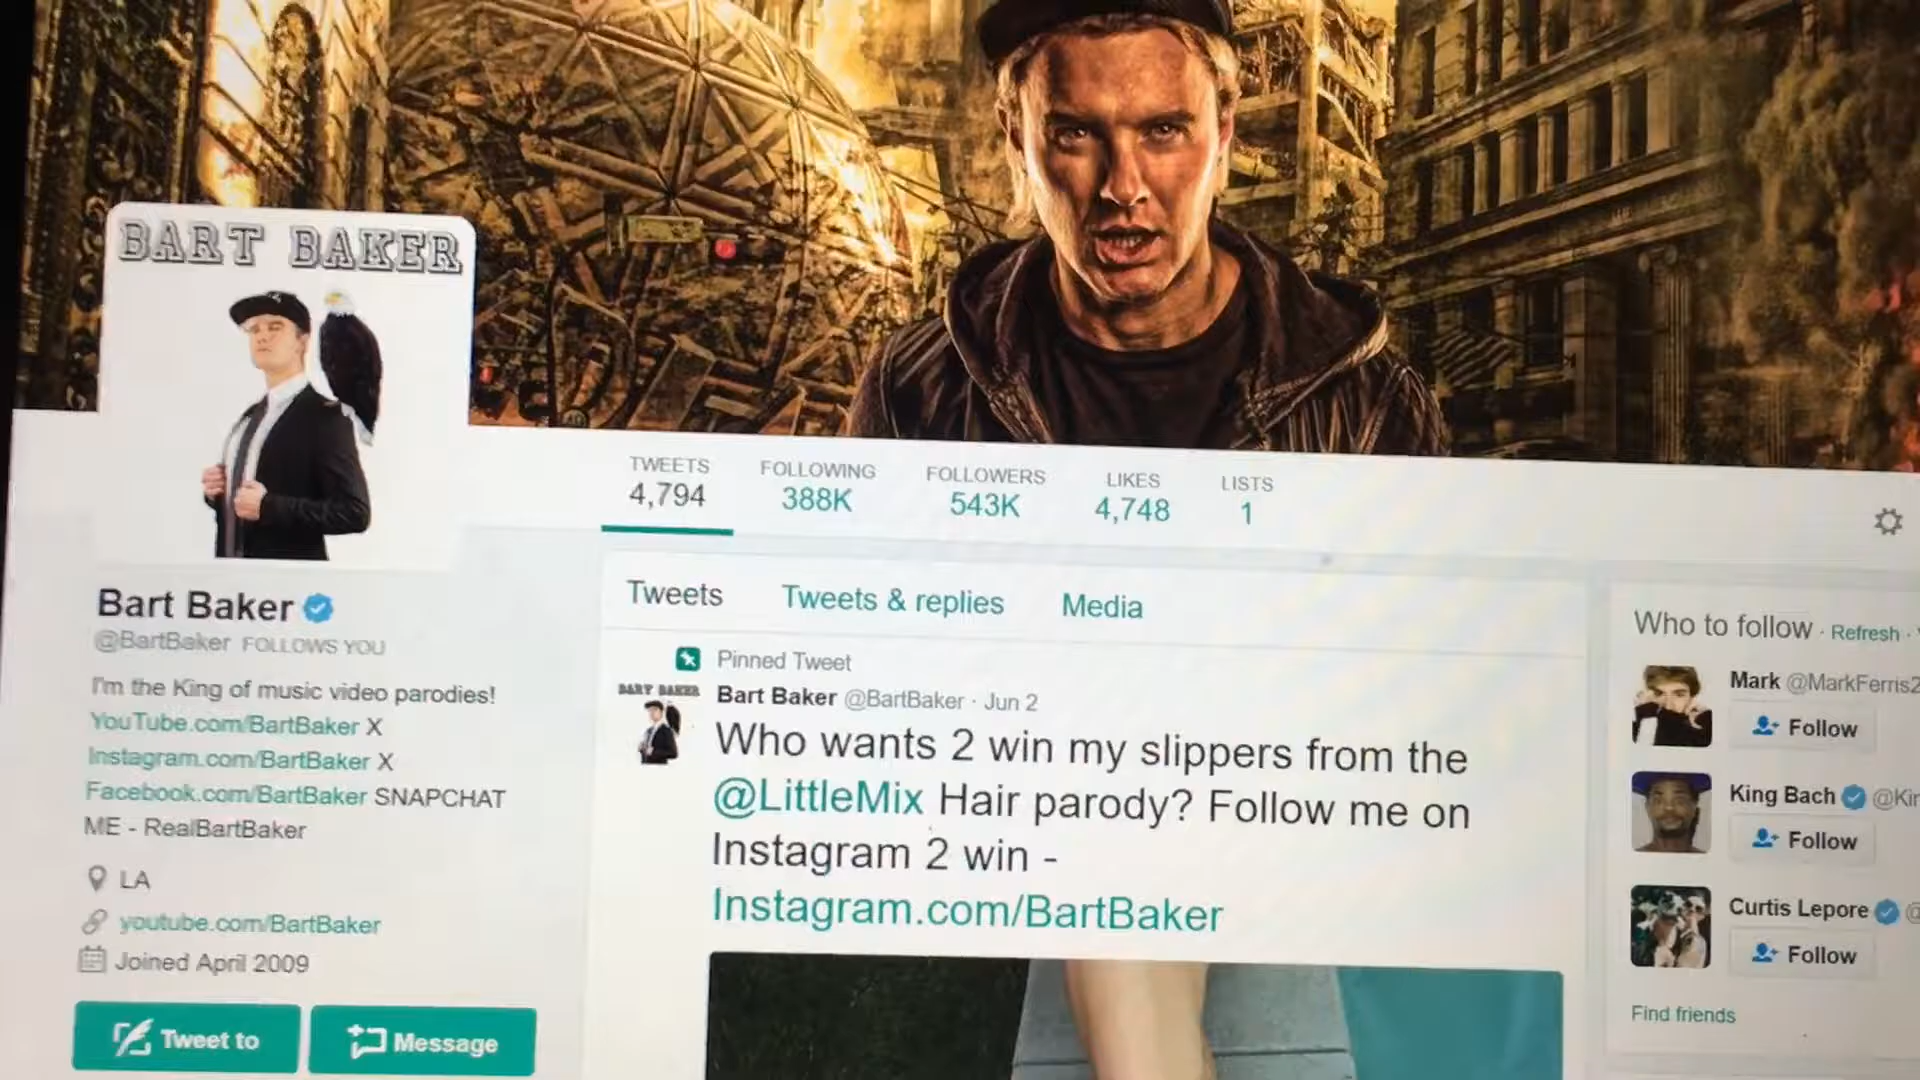 BART BAKER
TWEETS
4,794
FOLLOWING
388K
FOLLOWERS
543K
LIKES
4,748
LISTS
1
Bart Baker
@BartBaker FOLLOWS YOU
I'm the King of music video parodies!
YouTube.com/BartBaker X
Instagram.com/BartBaker X
Facebook.com/BartBaker SNAPCHAT
ME - RealBartBaker
LA
youtube.com/BartBaker
Joined April 2009
Tweet to
Message
Tweets
Tweets & replies
Media
Pinned Tweet
BART BAKER
Bart Baker @BartBaker · Jun 2
Who wants 2 win my slippers from the
@LittleMix Hair parody? Follow me on
Instagram 2 win -
Instagram.com/BartBaker
Who to follow · Refresh ·
Mark @MarkFerris2
Follow
King Bach @Kin
Follow
Curtis Lepore @
Follow
Find friends